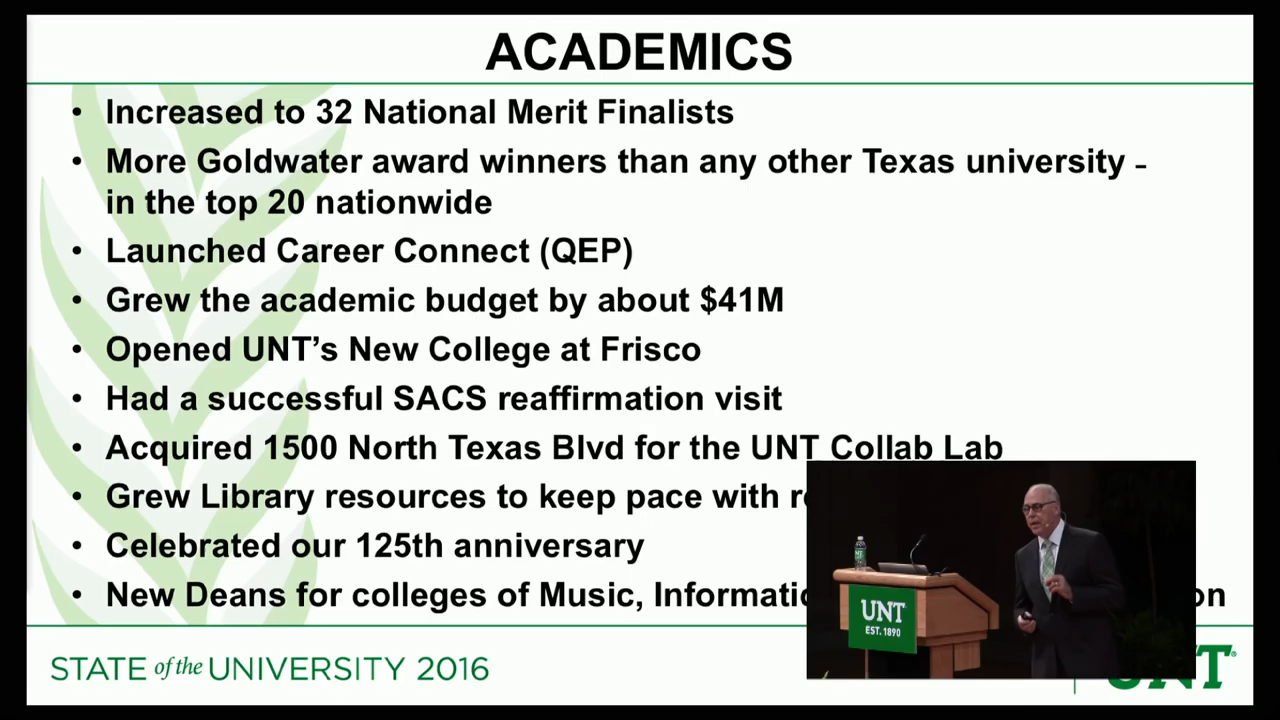 ACADEMICS
• Increased to 32 National Merit Finalists
• More Goldwater award winners than any other Texas university -
in the top 20 nationwide
• Launched Career Connect (QEP)
• Grew the academic budget by about $41M
• Opened UNT’s New College at Frisco
• Had a successful SACS reaffirmation visit
• Acquired 1500 North Texas Blvd for the UNT Collab Lab
• Grew Library resources to keep pace with
• Celebrated our 125th anniversary
• New Deans for colleges of Music,
UNT
EST. 1890
STATE of the UNIVERSITY 2016
UNT